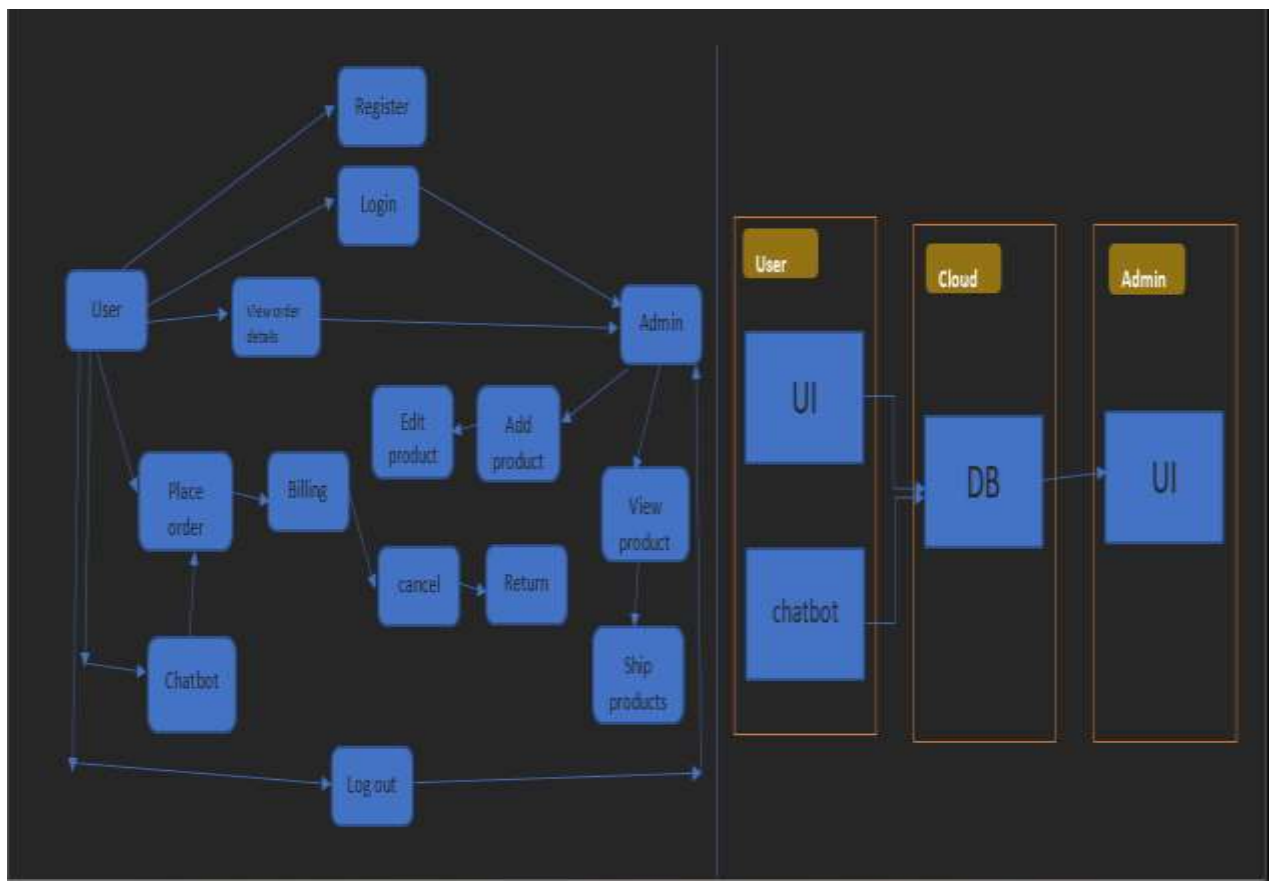 Register
Login
User
View order
details
Admin
Edit
product
Add
product
Place
order
Billing
View
product
cancel
Return
Chatbot
Ship
products
Log out
User
UI
chatbot
Cloud
DB
Admin
UI